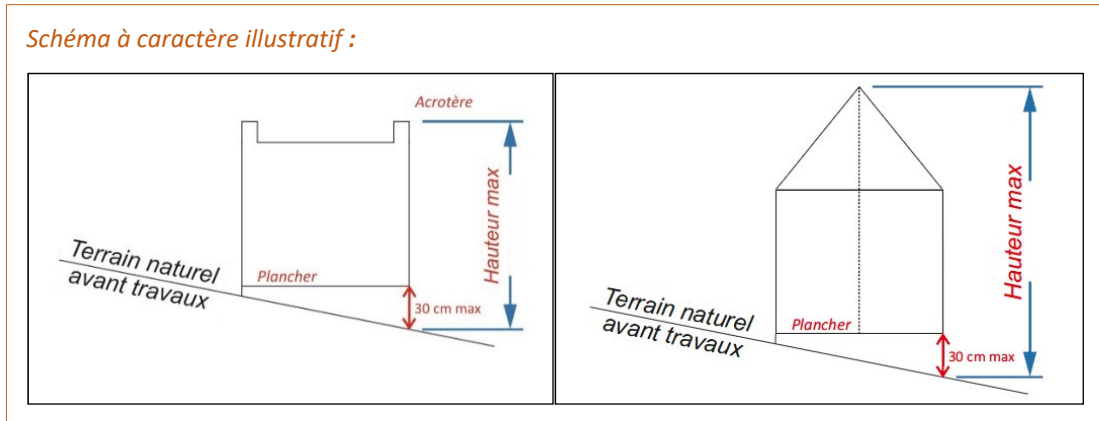 Schéma à caractère illustratif :
Acrotère
Hauteur max
Terrain naturel
avant travaux
Plancher
30 cm max
Hauteur max
Terrain naturel
avant travaux
Plancher
30 cm max